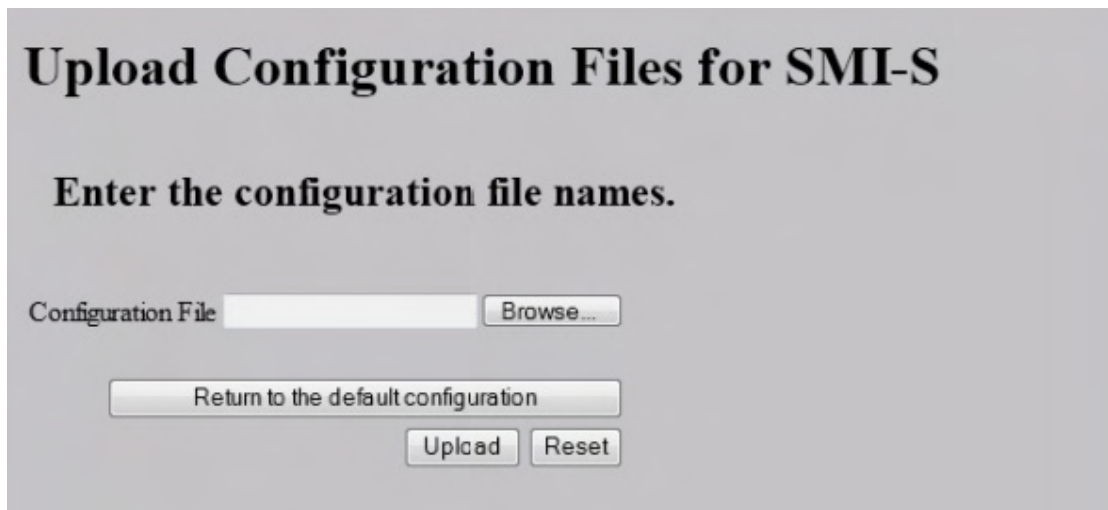 Upload Configuration Files for SMI-S
Enter the configuration file names.
Configuration File Browse...
Return to the default configuration
Upload Reset